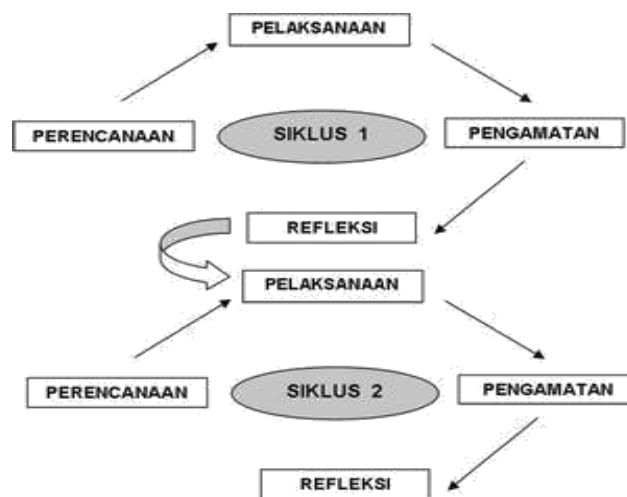 PELAKSANAAN
PERENCANAAN
SIKLUS 1
PENGAMATAN
REFLEKSI
PELAKSANAAN
PERENCANAAN
SIKLUS 2
PENGAMATAN
REFLEKSI